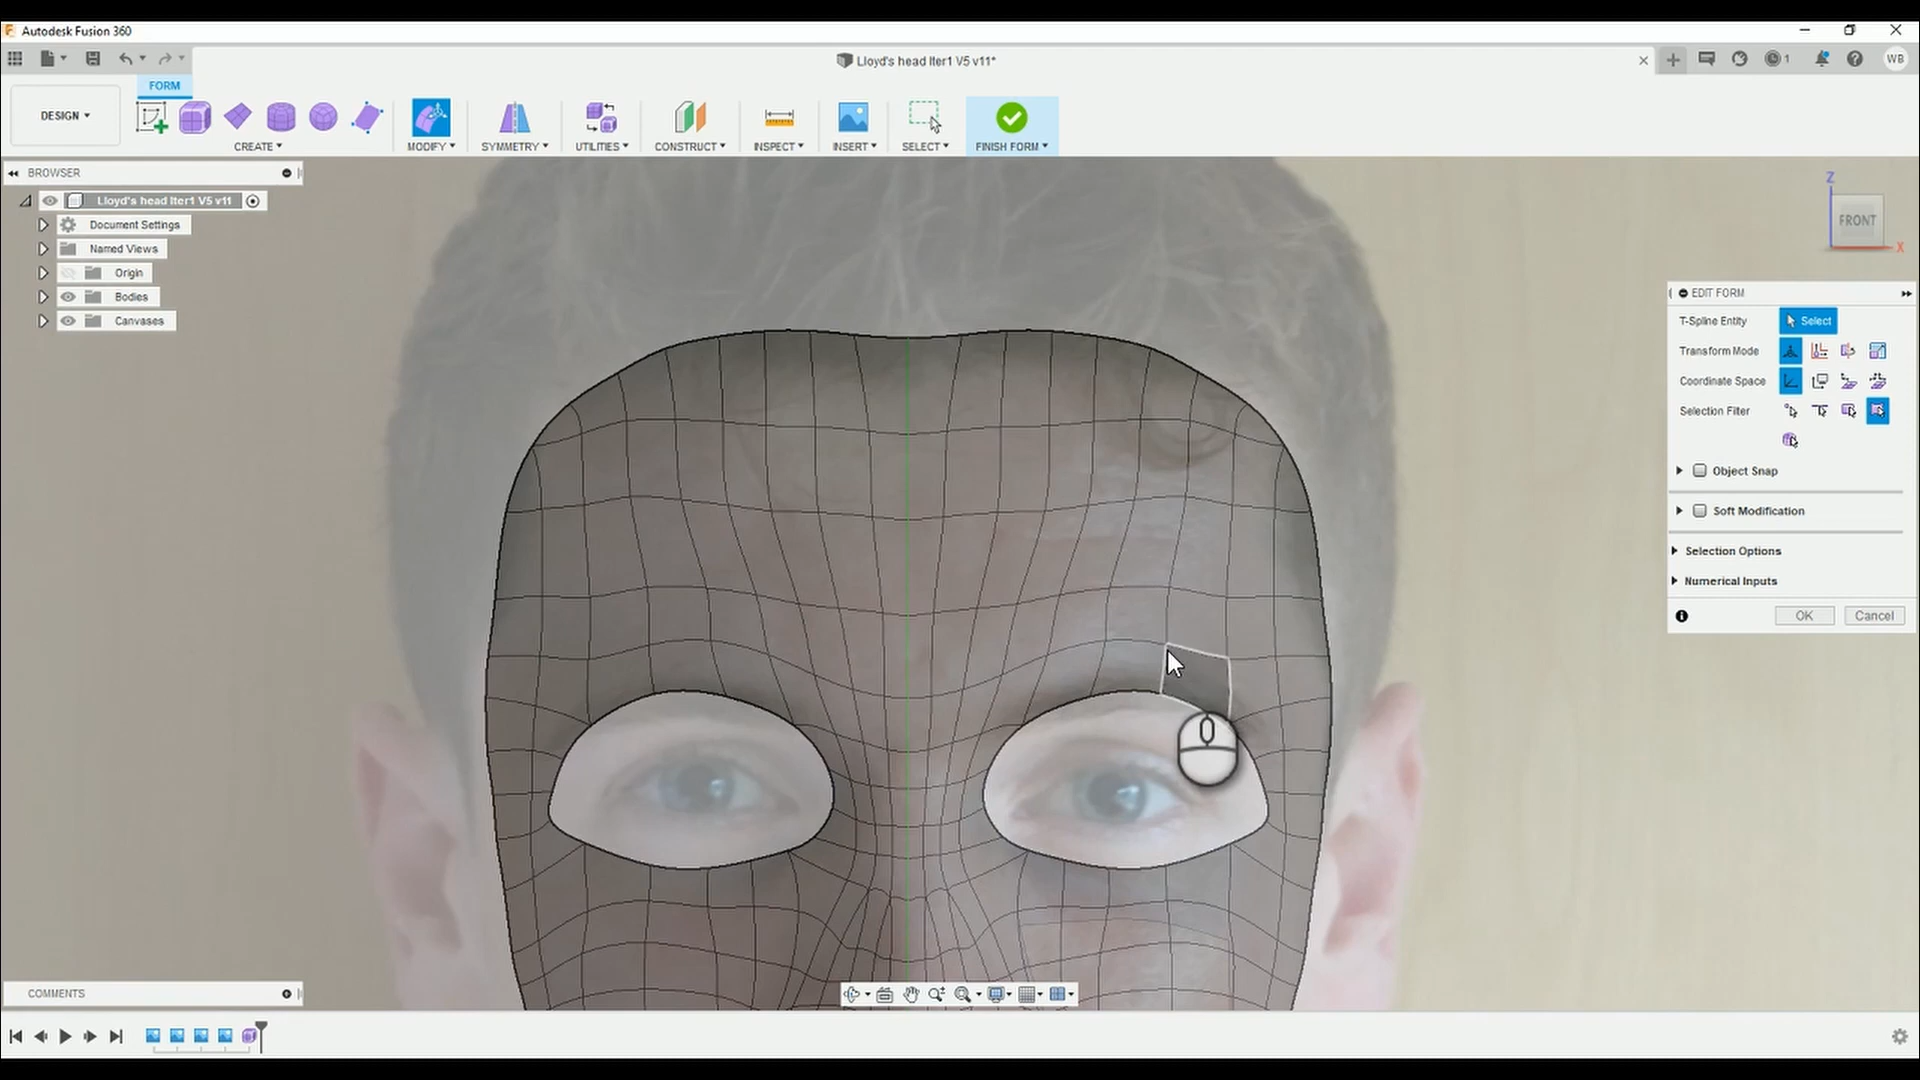 Autodesk Fusion 360
Lloyd's head Iter1 V5 v11*
1
WB
FORM
DESIGN
CREATE
MODIFY
SYMMETRY
UTILITIES
CONSTRUCT
INSPECT
INSERT
SELECT
FINISH FORM
BROWSER
Lloyd's head Iter1 V5 v11
Document Settings
Named Views
Origin
Bodies
Canvases
Z
FRONT
X
EDIT FORM
T-Spline Entity
Select
Transform Mode
Coordinate Space
Selection Filter
Object Snap
Soft Modification
Selection Options
Numerical Inputs
OK
Cancel
COMMENTS